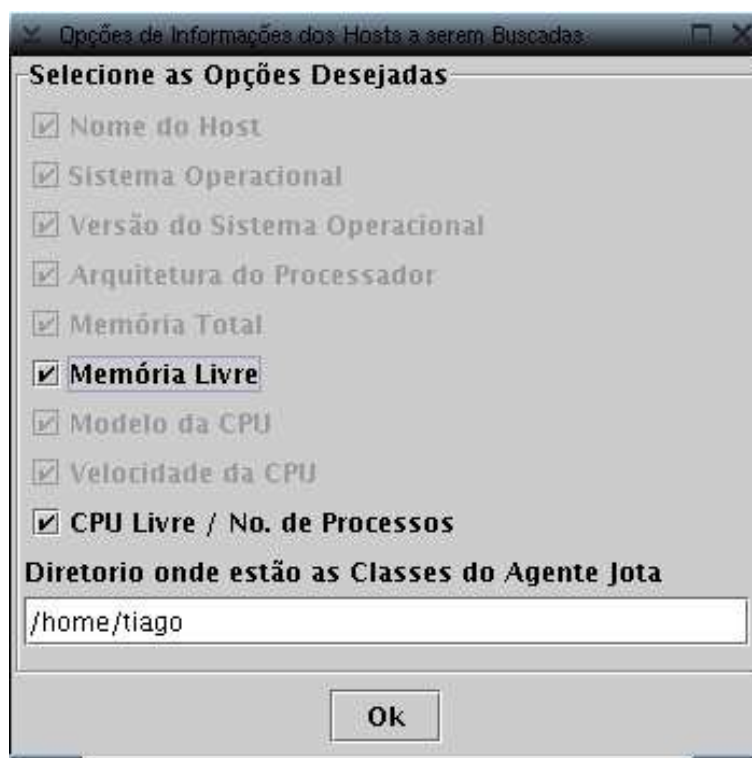 Opções de Informações dos Hosts a serem Buscadas
Selecione as Opções Desejadas
Nome do Host
Sistema Operacional
Versão do Sistema Operacional
Arquitetura do Processador
Memória Total
Memória Livre
Modelo da CPU
Velocidade da CPU
CPU Livre / No. de Processos
Diretorio onde estão as Classes do Agente Jota
/home/tiago
Ok